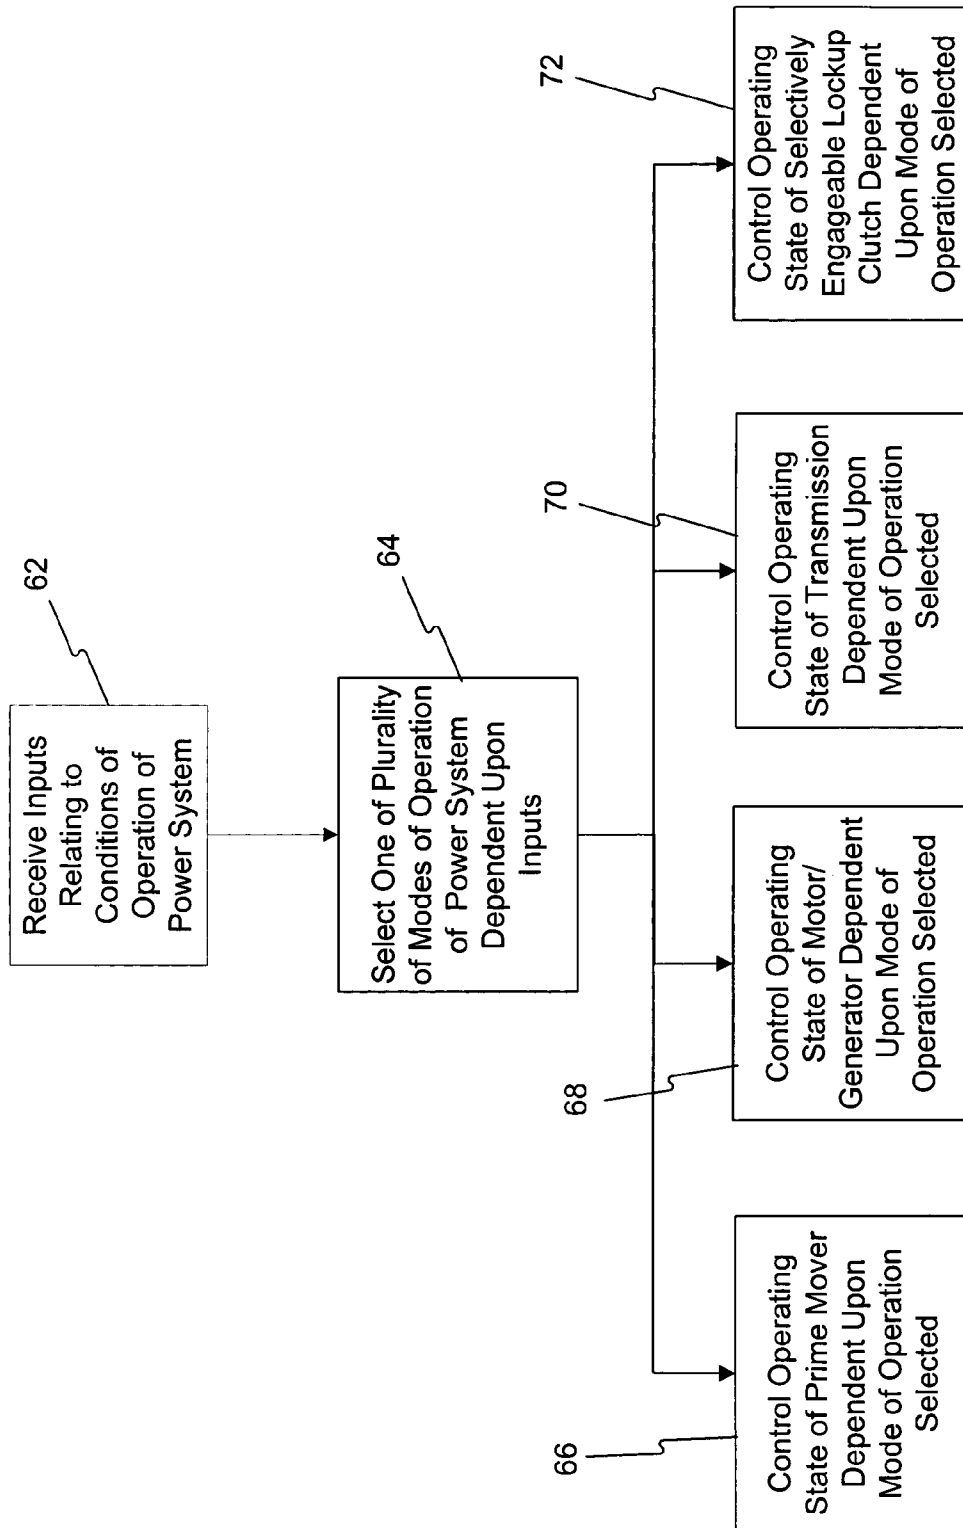 62
Receive Inputs
Relating to
Conditions of
Operation of
Power System
64
Select One of Plurality
of Modes of Operation
of Power System
Dependent Upon
Inputs
66
Control Operating
State of Prime Mover
Dependent Upon
Mode of Operation
Selected
68
Control Operating
State of Motor/
Generator Dependent
Upon Mode of
Operation Selected
70
Control Operating
State of Transmission
Dependent Upon
Mode of Operation
Selected
72
Control Operating
State of Selectively
Engageable Lockup
Clutch Dependent
Upon Mode of
Operation Selected